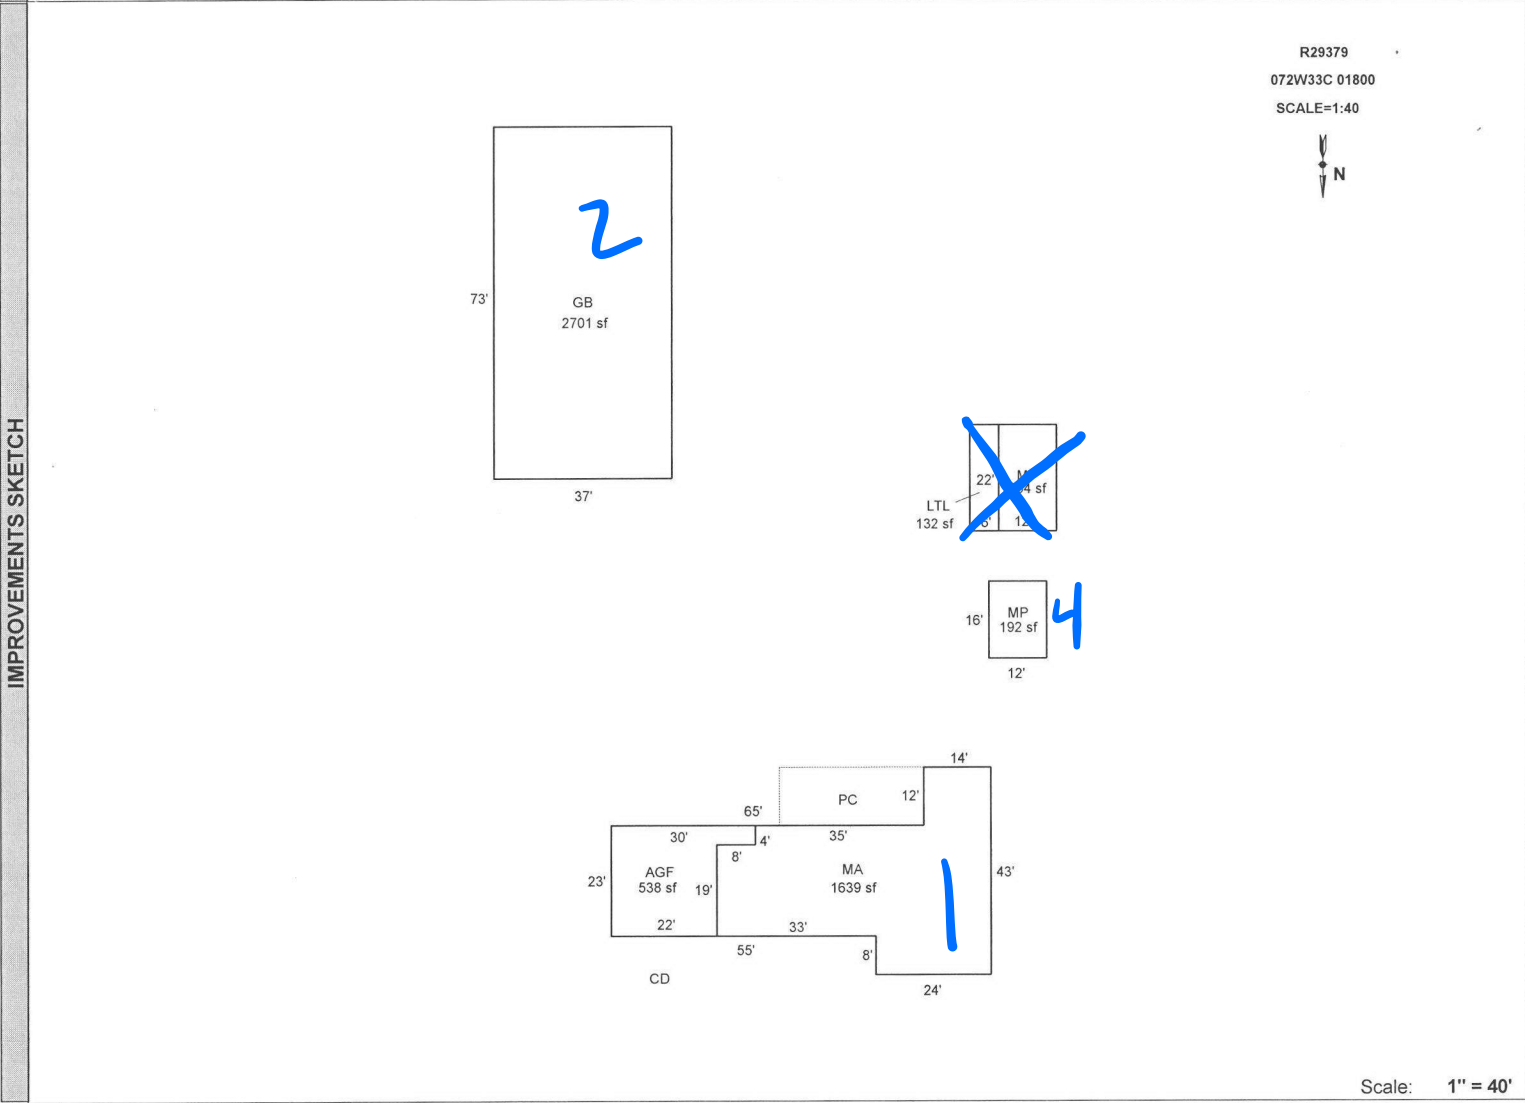 IMPROVEMENTS SKETCH
R29379
072W33C 01800
SCALE=1:40
N
2
73'
GB
2701 sf
37'
22'
sf
LTL
132 sf
4
16'
MP
192 sf
12'
14'
PC
12'
65'
30'
4'
35'
8'
23'
AGF
538 sf
19'
MA
1639 sf
1
43'
22'
33'
55'
8'
CD
24'
Scale: 1" = 40'